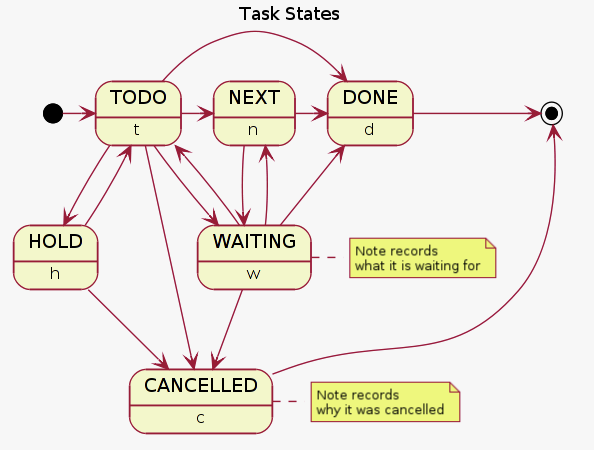 Task States
TODO
t
NEXT
n
DONE
d
HOLD
h
WAITING
w
Note records
what it is waiting for
CANCELLED
c
Note records
why it was cancelled